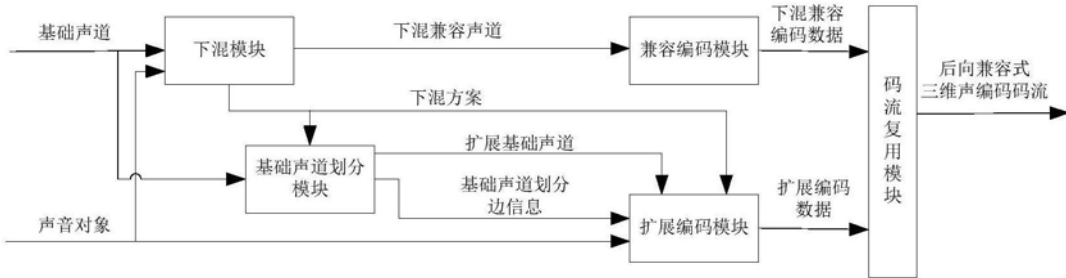 基础声道
下混模块
下混兼容声道
兼容编码模块
下混兼容
编码数据
码流复用模块
后向兼容式
三维声编码码流
下混方案
基础声道划分
模块
扩展基础声道
基础声道划分
边信息
扩展编码模块
扩展编码
数据
声音对象